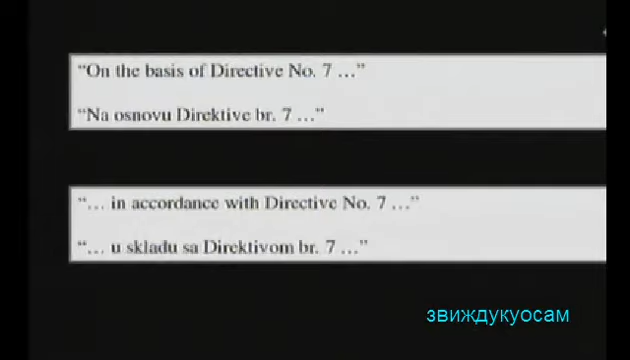 “On the basis of Directive No. 7 …”
“Na osnovu Direktive br. 7 …”
“… in accordance with Directive No. 7 …”
“… u skladu sa Direktivom br. 7 …”
звиждукуосам